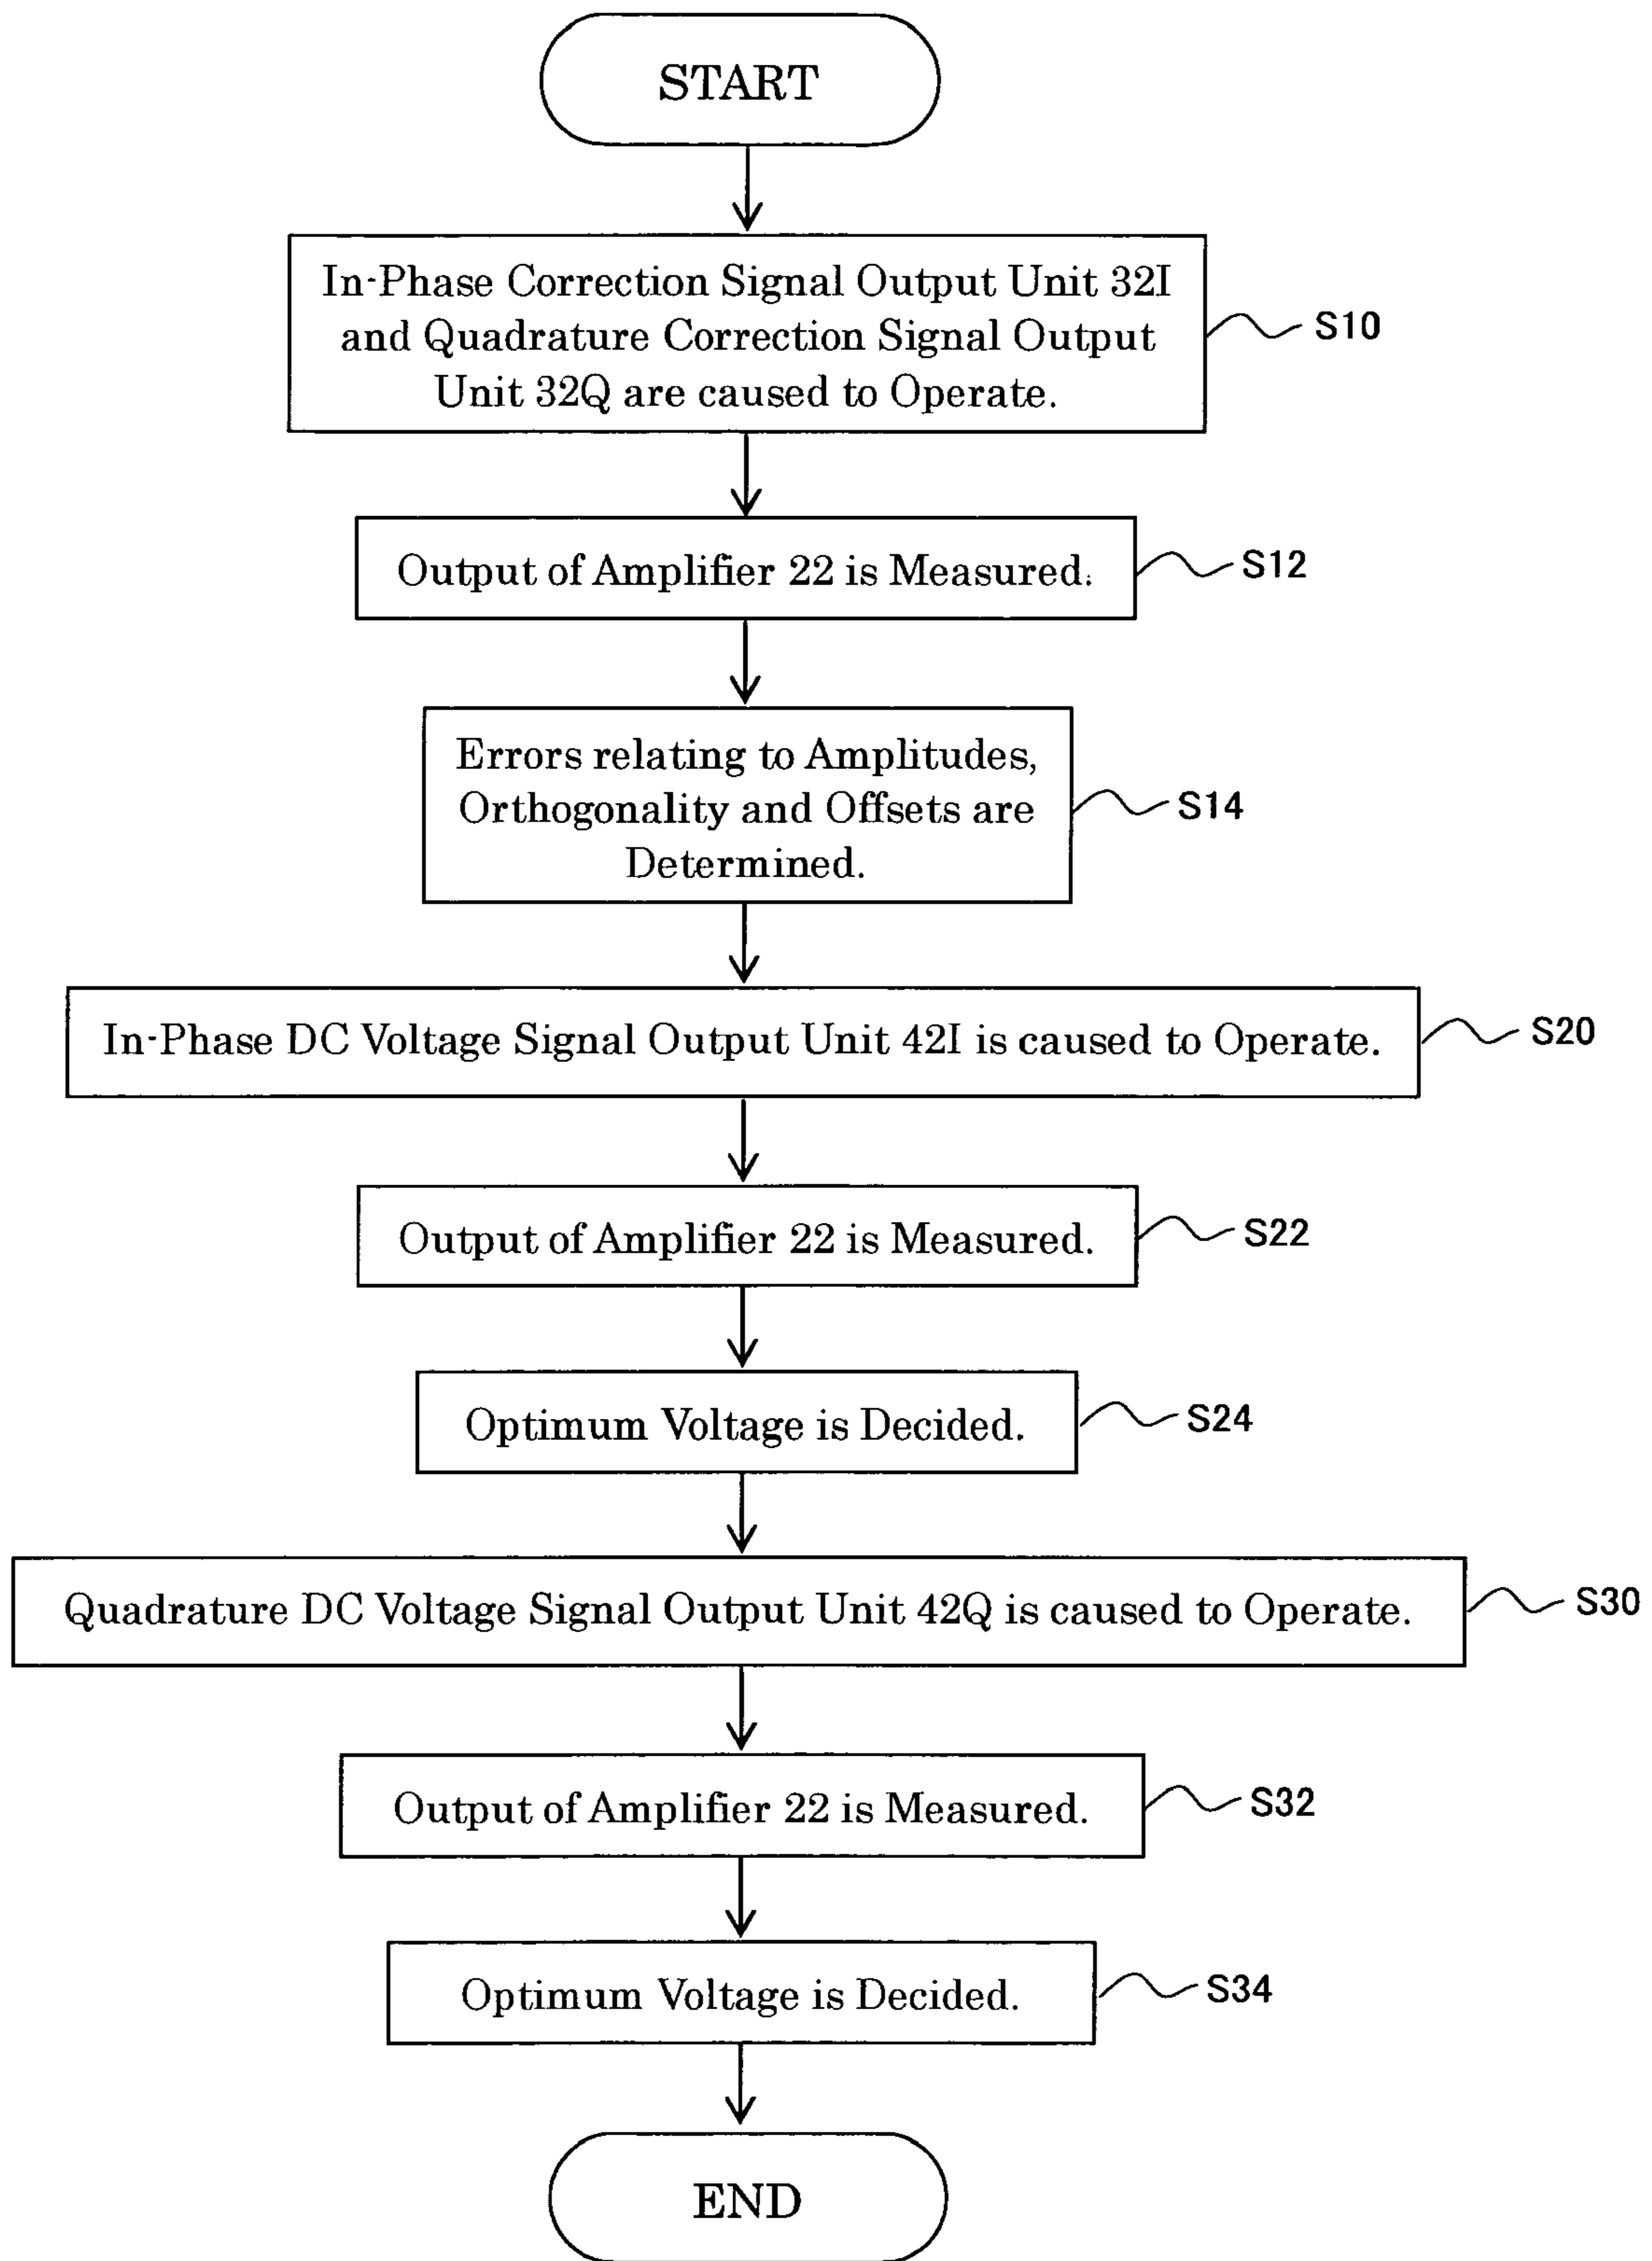 START
In-Phase Correction Signal Output Unit 32I
and Quadrature Correction Signal Output
Unit 32Q are caused to Operate.
S10
Output of Amplifier 22 is Measured.
S12
Errors relating to Amplitudes,
Orthogonality and Offsets are
Determined.
S14
In-Phase DC Voltage Signal Output Unit 42I is caused to Operate.
S20
Output of Amplifier 22 is Measured.
S22
Optimum Voltage is Decided.
S24
Quadrature DC Voltage Signal Output Unit 42Q is caused to Operate.
S30
Output of Amplifier 22 is Measured.
S32
Optimum Voltage is Decided.
S34
END